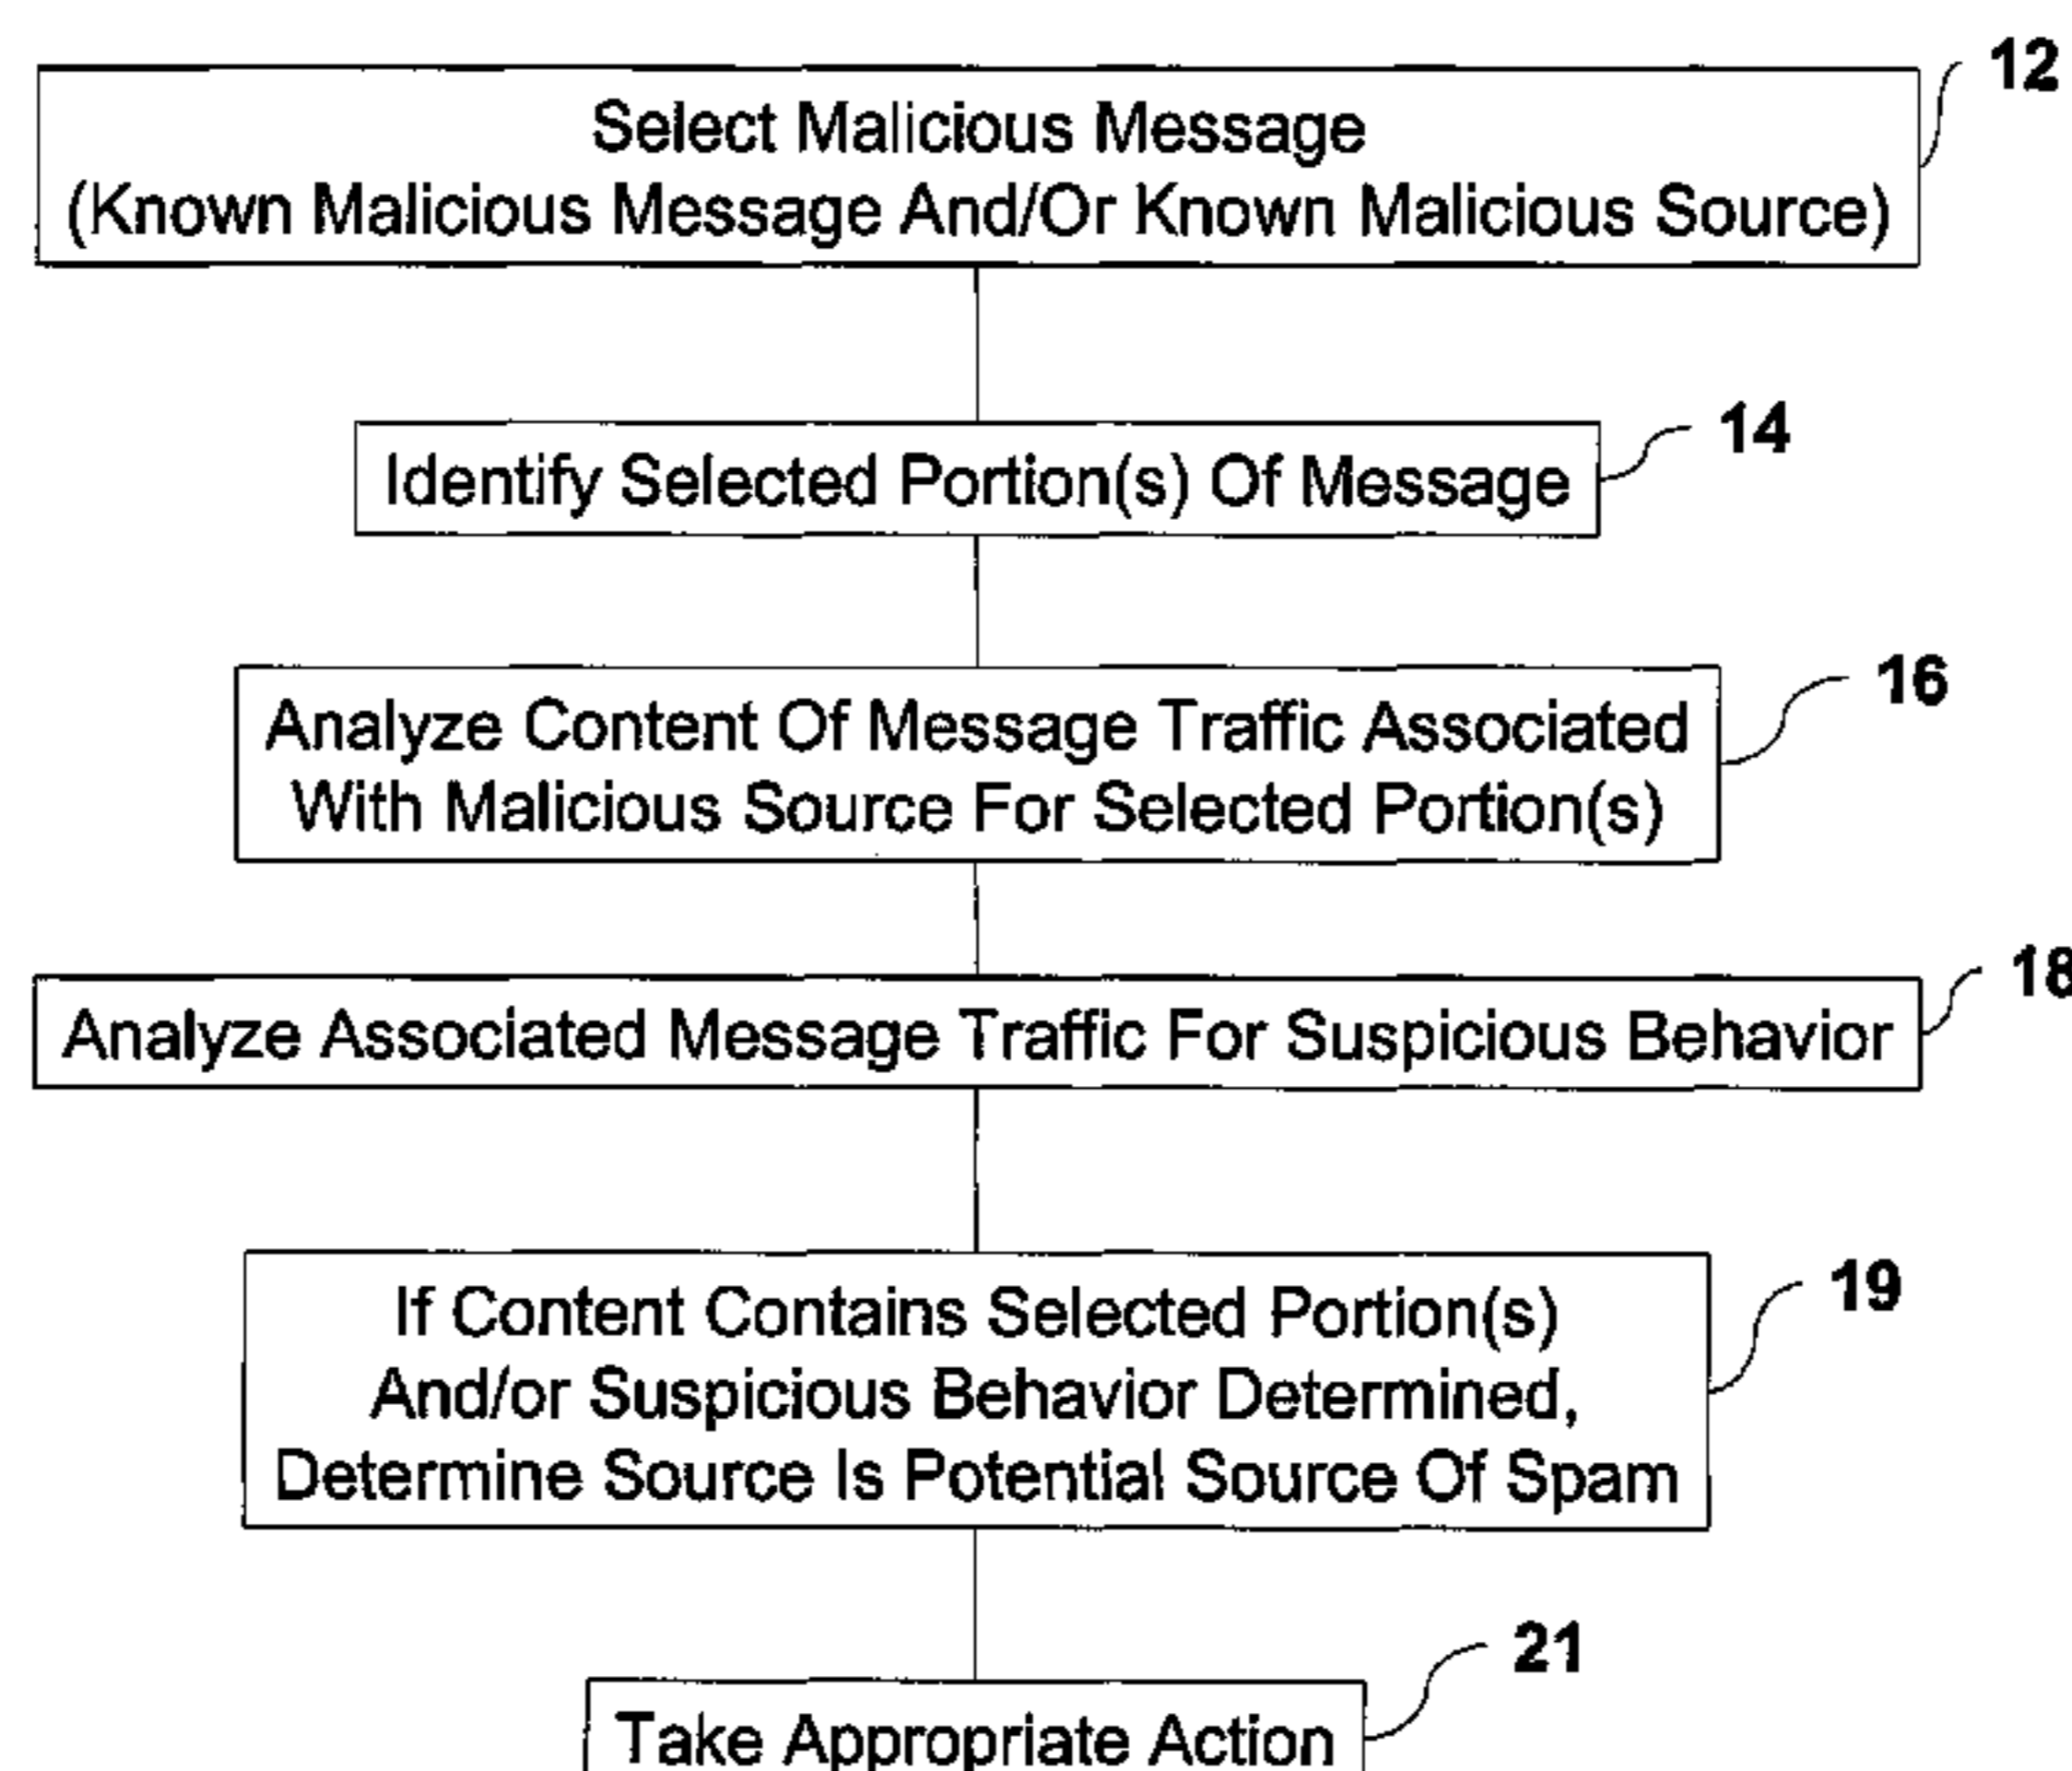 12
Select Malicious Message
(Known Malicious Message And/Or Known Malicious Source)
14
Identify Selected Portion(s) Of Message
16
Analyze Content Of Message Traffic Associated
With Malicious Source For Selected Portion(s)
18
Analyze Associated Message Traffic For Suspicious Behavior
19
If Content Contains Selected Portion(s)
And/or Suspicious Behavior Determined,
Determine Source Is Potential Source Of Spam
21
Take Appropriate Action